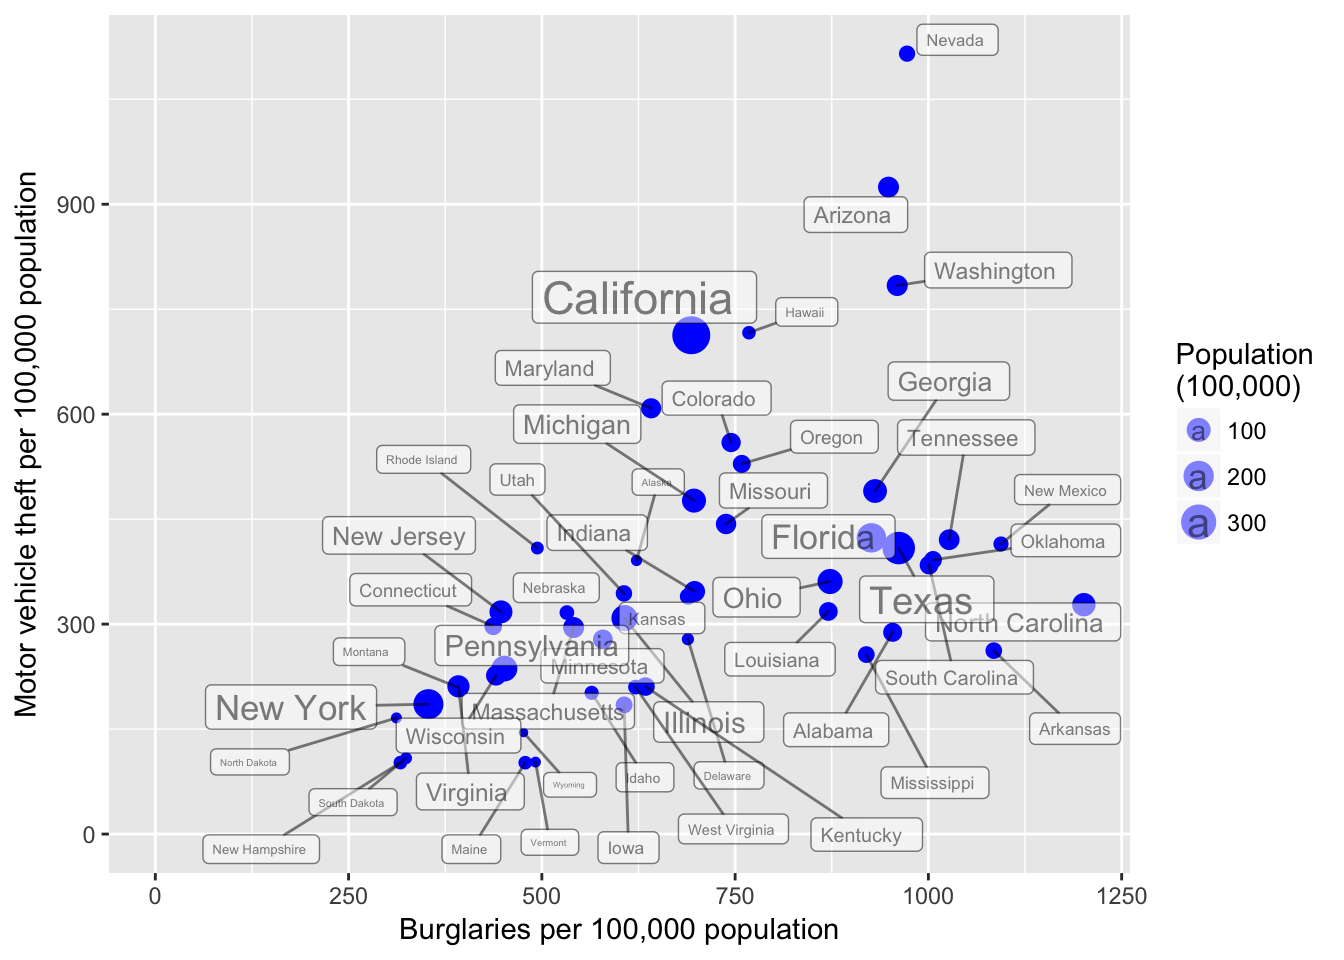 Nevada
900
Arizona
Washington
California
Hawaii
Maryland
Georgia
Colorado
600
Michigan
Oregon
Tennessee
Rhode Island
Utah
Alaska
Missouri
New Mexico
New Jersey
Indiana
Florida
Oklahoma
Connecticut
Nebraska
Ohio
Texas
300
Kansas
North Carolina
Pennsylvania
Montana
Minnesota
Louisiana
South Carolina
New York
Massachusetts
Illinois
Alabama
Arkansas
Wisconsin
North Dakota
Idaho
Delaware
Wyoming
Mississippi
Virginia
South Dakota
West Virginia
Kentucky
0
New Hampshire
Maine
Vermont
Iowa
0 250 500 750 1000 1250
Burglaries per 100,000 population
Motor vehicle theft per 100,000 population
Population
(100,000)
a 100
a 200
a 300